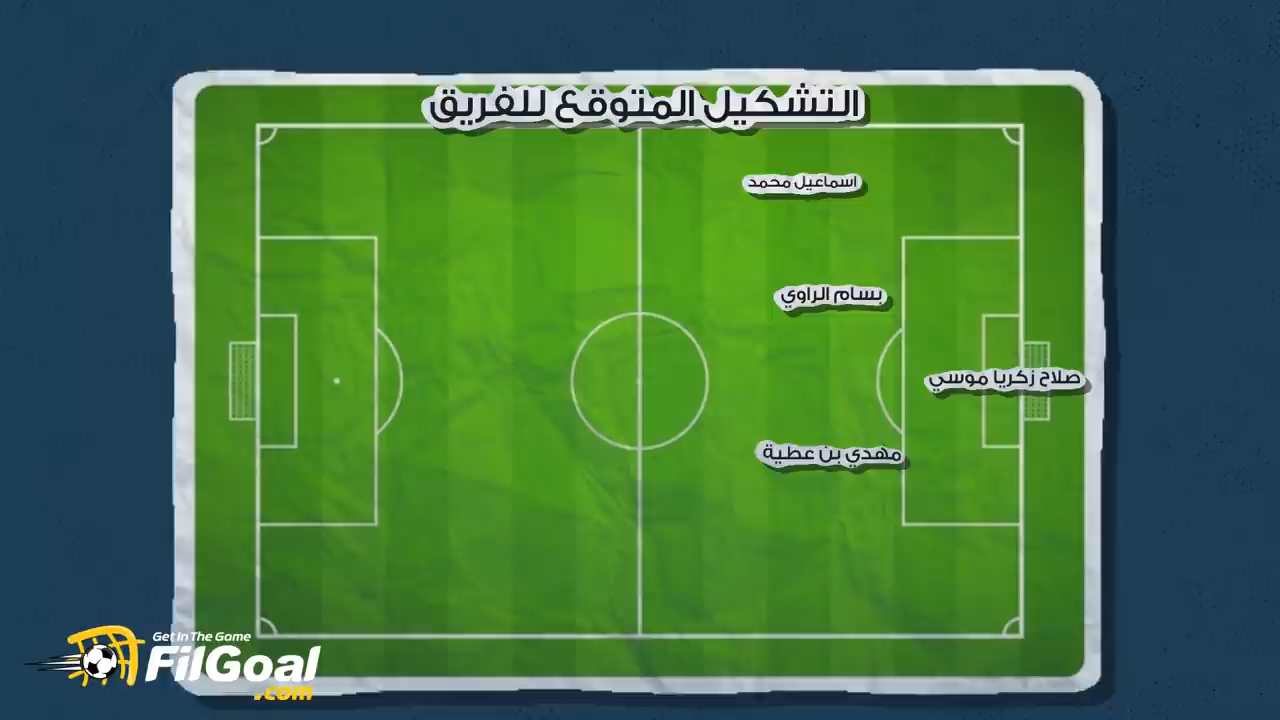 التشكيل المتوقع للفريق
اسماعيل محمد
بسام الراوي
صلاح زكريا موسي
مهدي بن عطية
Get In The Game
FilGoal
.com